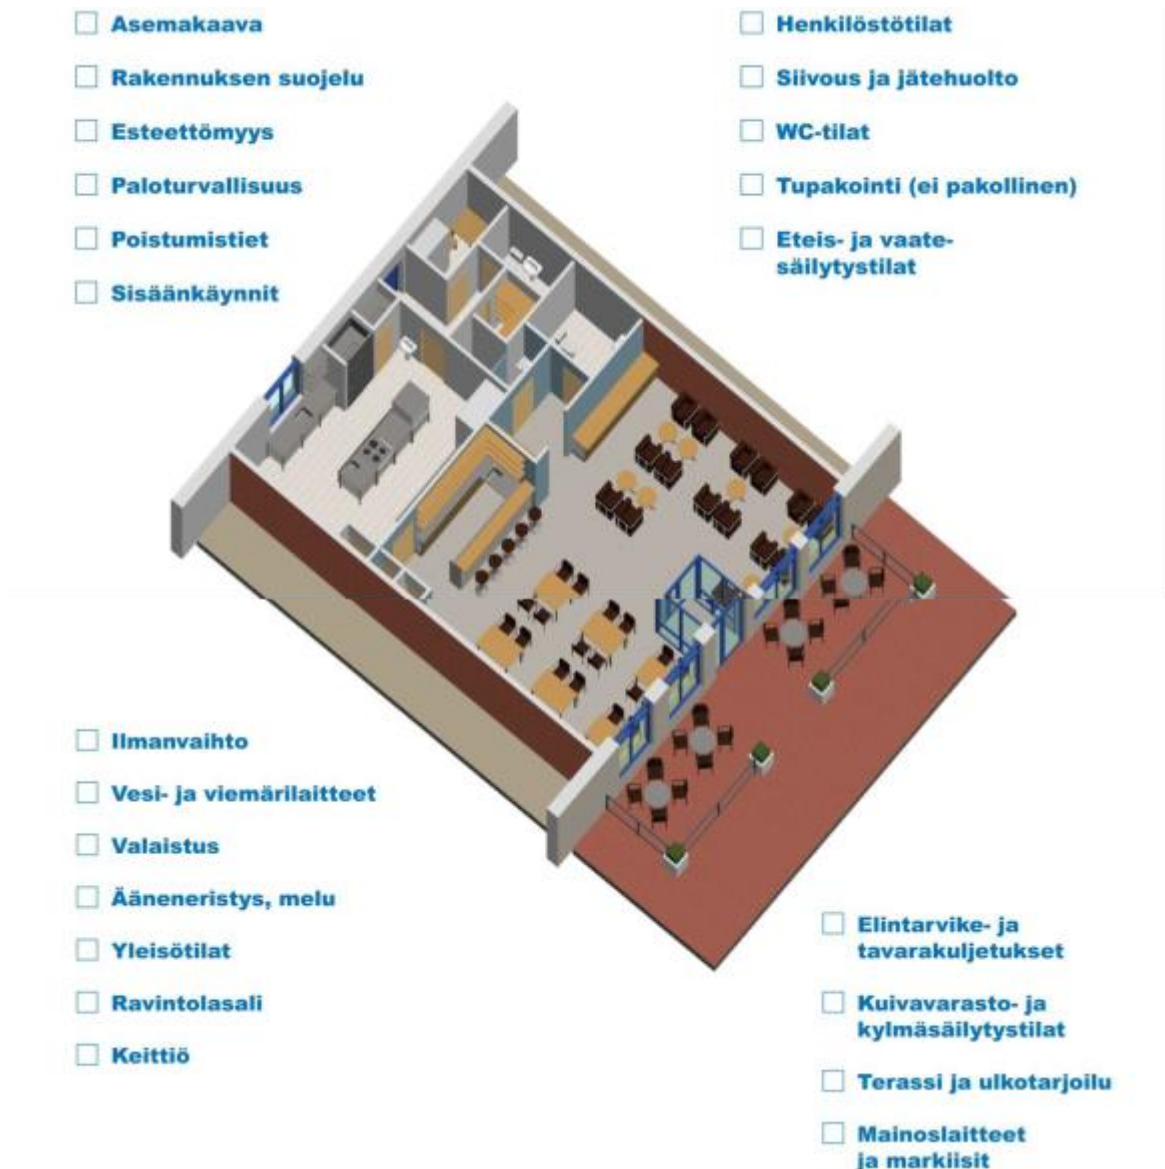 Asemakaava
Rakennuksen suojelu
Esteettömyys
Paloturvallisuus
Poistumistiet
Sisäänkäynnit
Henkilöstötilat
Siivous ja jätehuolto
WC-tilat
Tupakointi (ei pakollinen)
Eteis- ja vaate-
säilytystilat
Ilmanvaihto
Vesi- ja viemärilaitteet
Valaistus
Ääneneristys, melu
Yleisötilat
Ravintolasali
Keittiö
Elintarvike- ja
tavarakuljetukset
Kuivavarasto- ja
kylmäsäilytystilat
Terassi ja ulkotarjoilu
Mainoslaitteet
ja markiisit